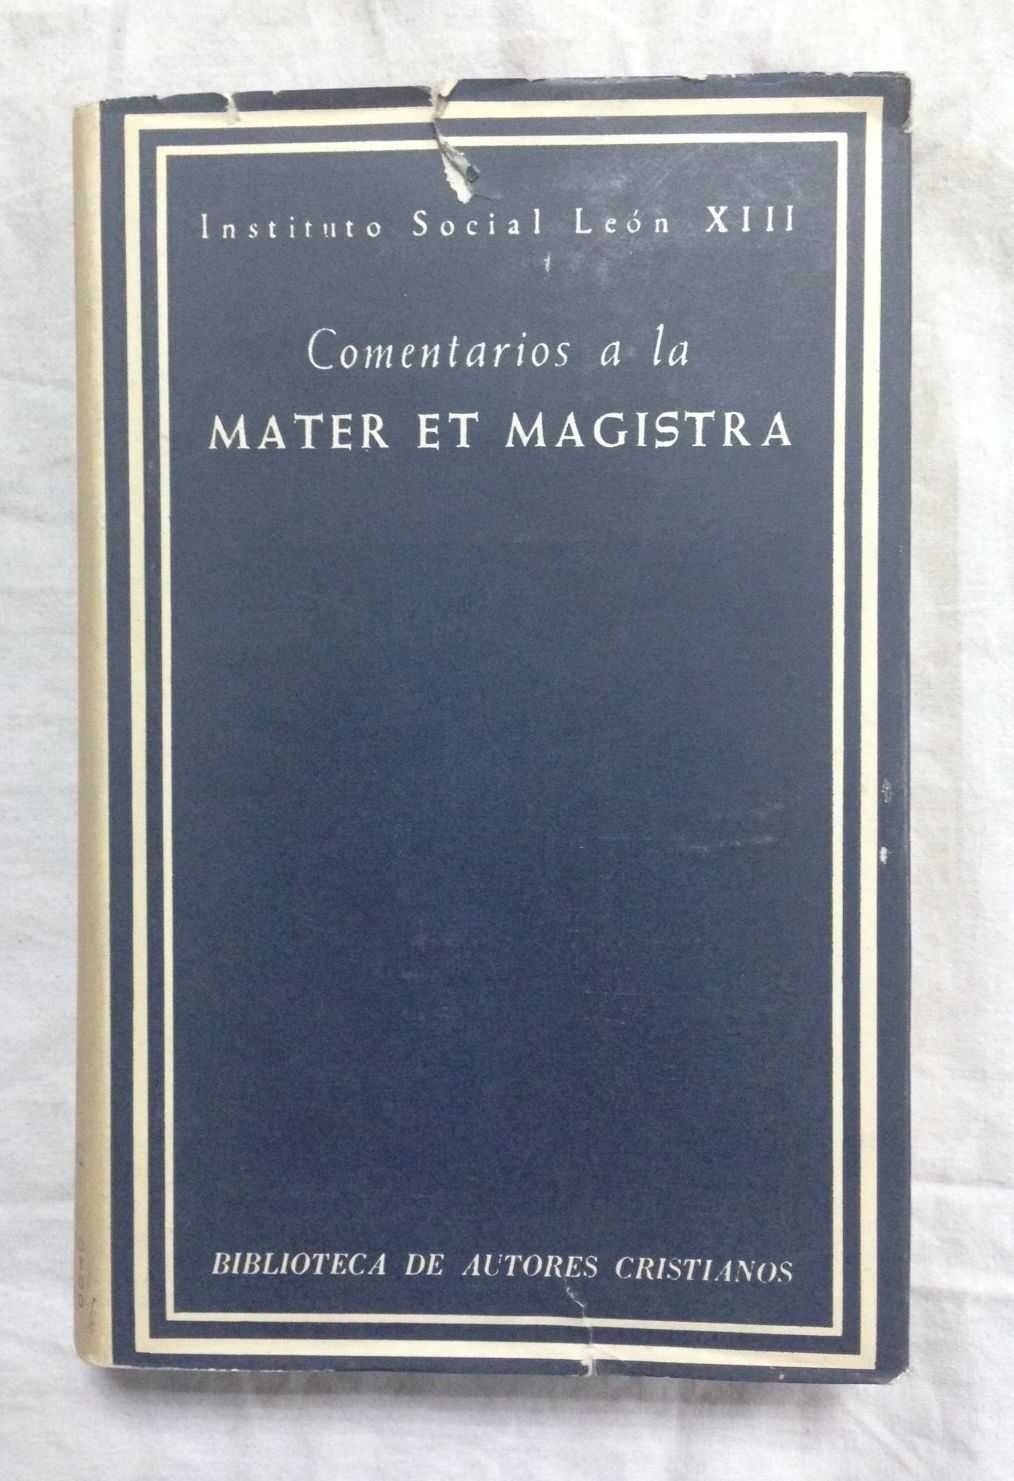 Instituto Social León XIII
Comentarios a la
MATER ET MAGISTRA
BIBLIOTECA DE AUTORES CRISTIANOS